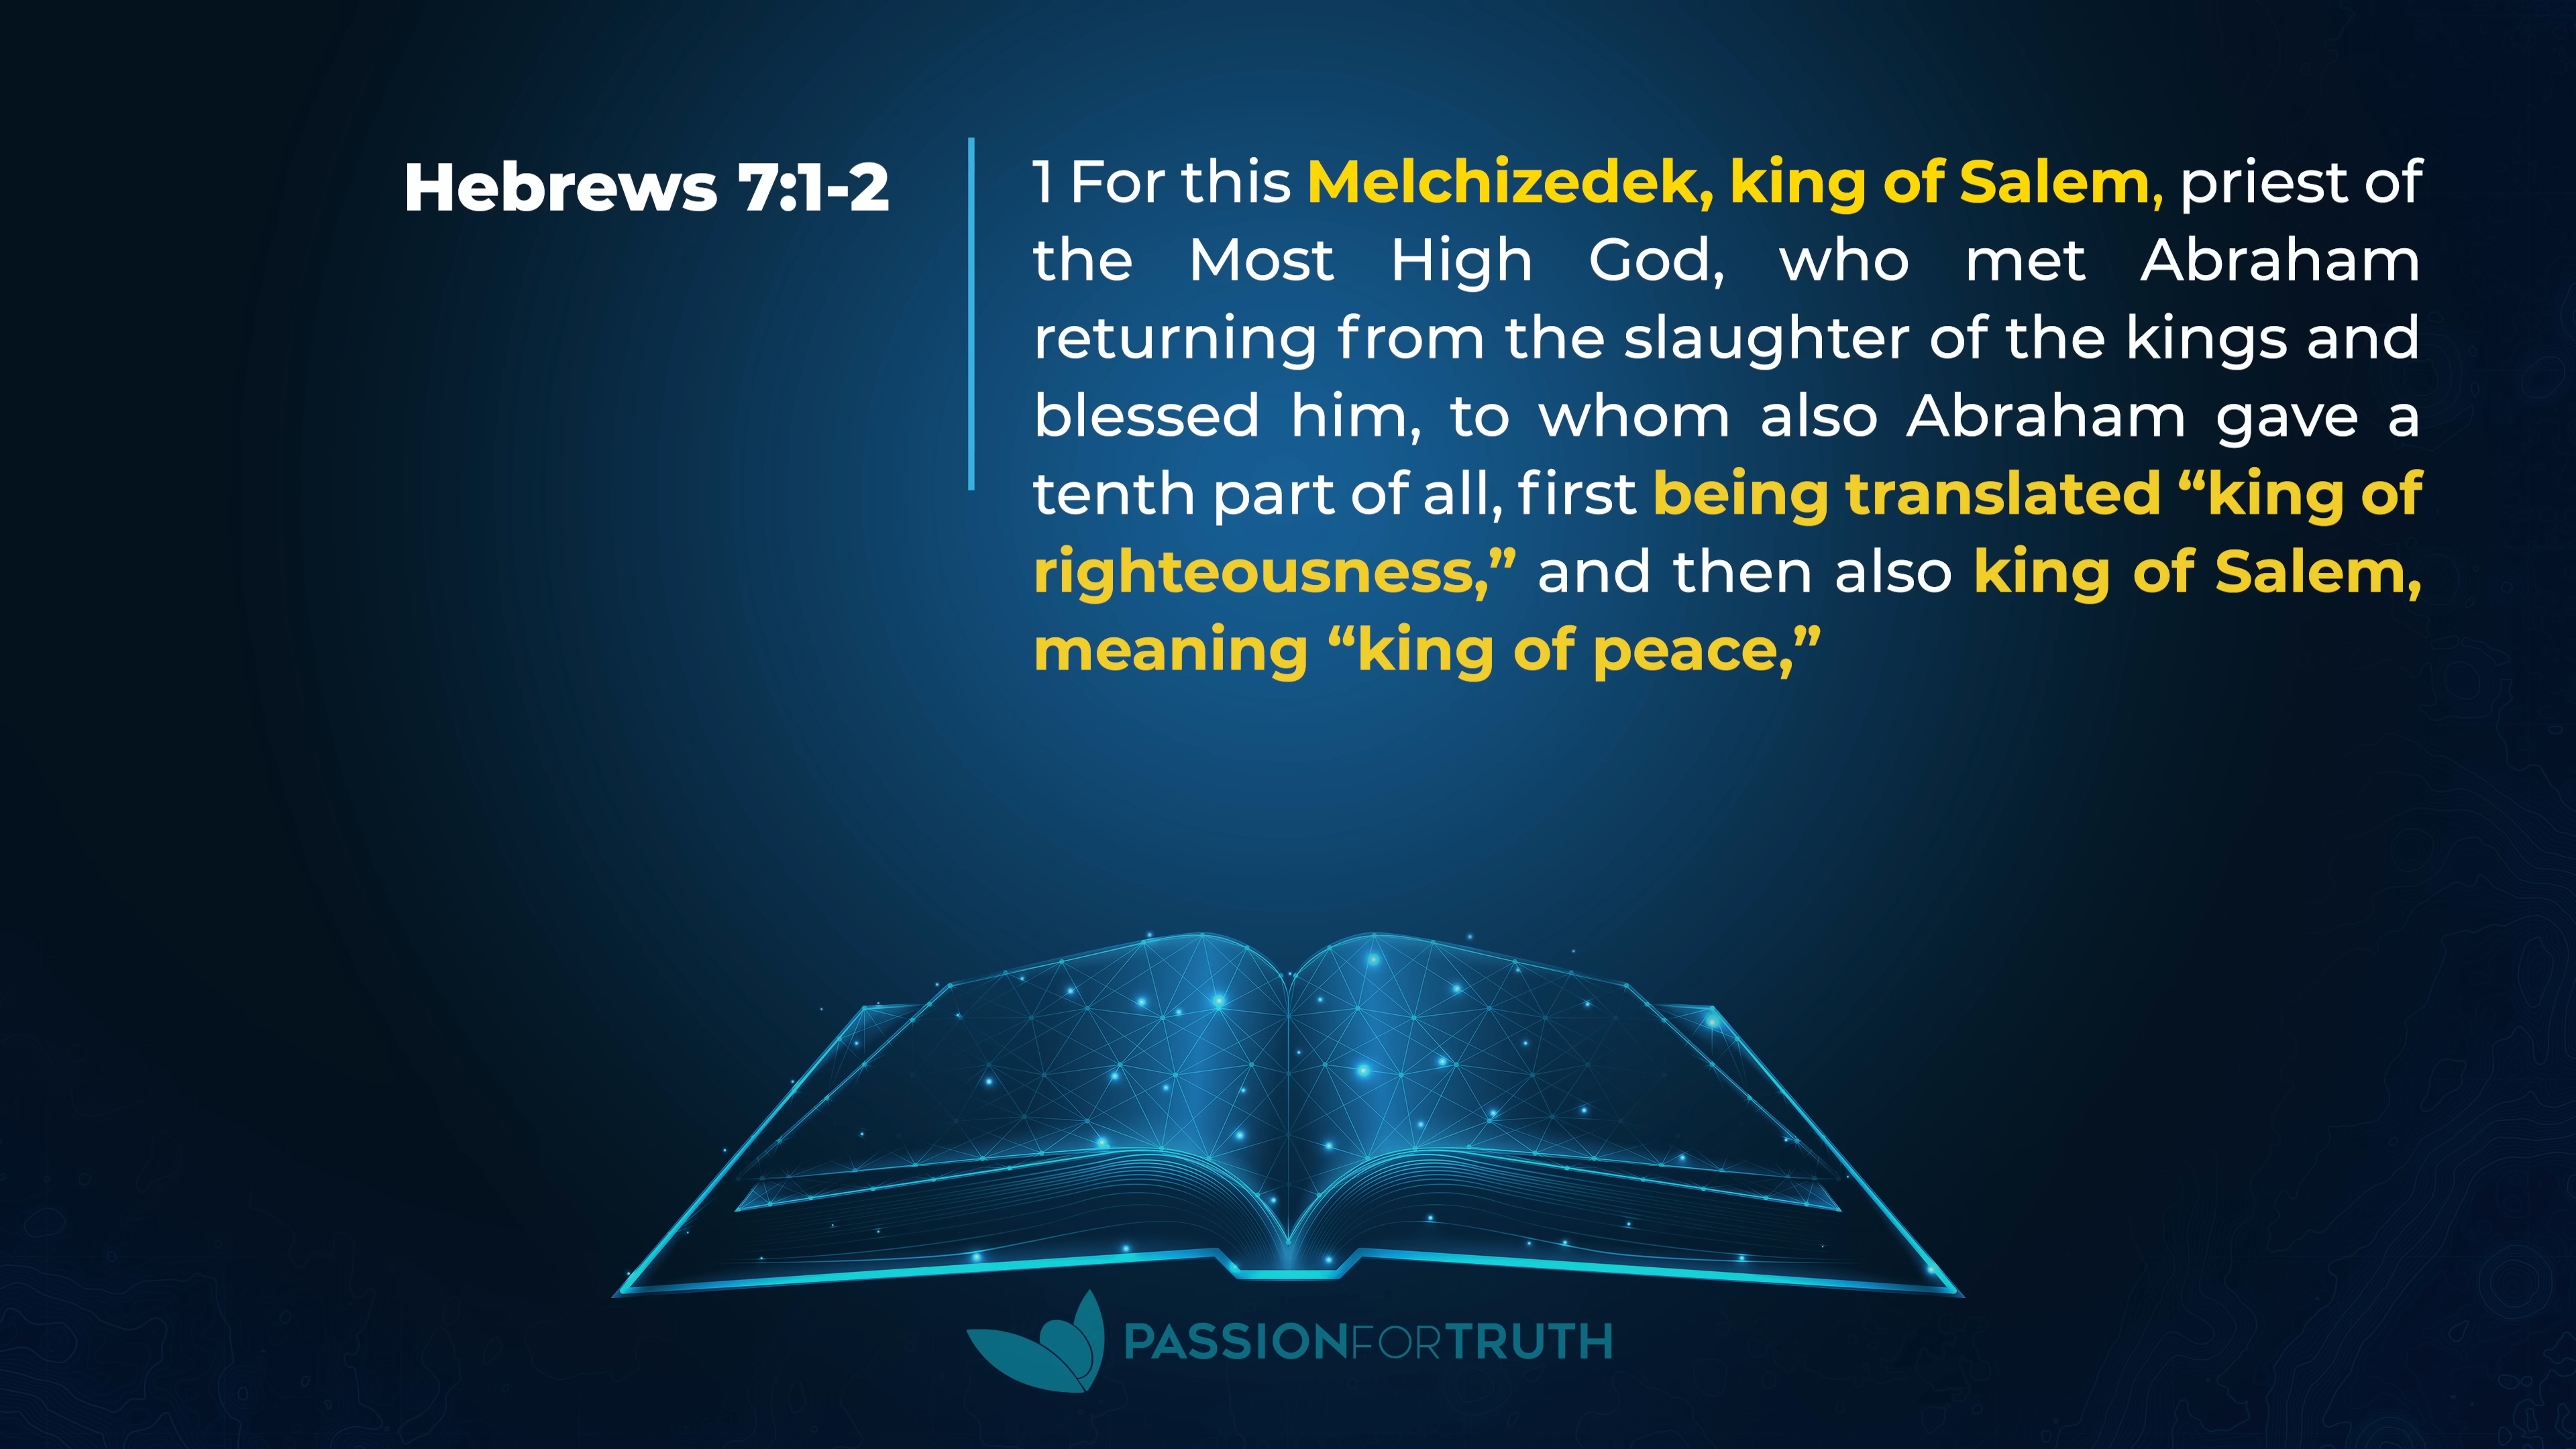 Hebrews 7:1-2
1 For this Melchizedek, king of Salem, priest of
the Most High God, who met Abraham
returning from the slaughter of the kings and
blessed him, to whom also Abraham gave a
tenth part of all, first being translated “king of
righteousness,” and then also king of Salem,
meaning “king of peace,”
PASSIONFORTRUTH